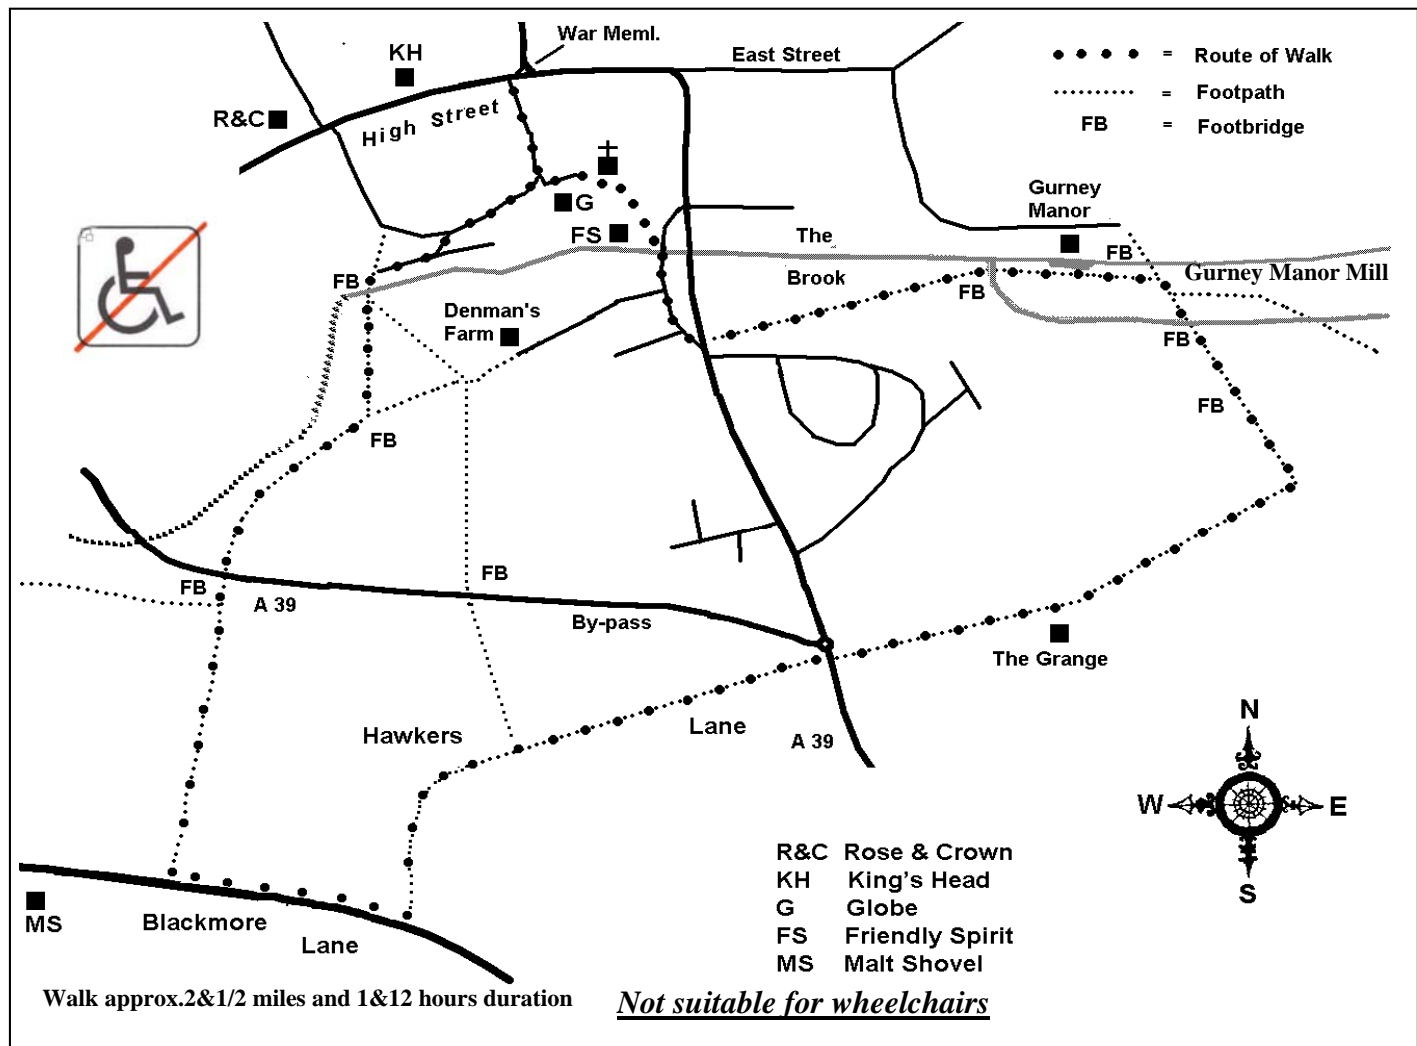 War Meml.
KH
East Street
R&C
High Street
= Route of Walk
= Footpath
FB = Footbridge
G
FS
The
Brook
Gurney
Manor
FB
Gurney Manor Mill
FB
Denman's
Farm
FB
FB
FB
FB
FB
A 39
FB
By-pass
The Grange
Hawkers
Lane
A 39
N
W
E
S
MS
Blackmore
Lane
R&C Rose & Crown
KH King's Head
G Globe
FS Friendly Spirit
MS Malt Shovel
Walk approx.2&1/2 miles and 1&12 hours duration
Not suitable for wheelchairs